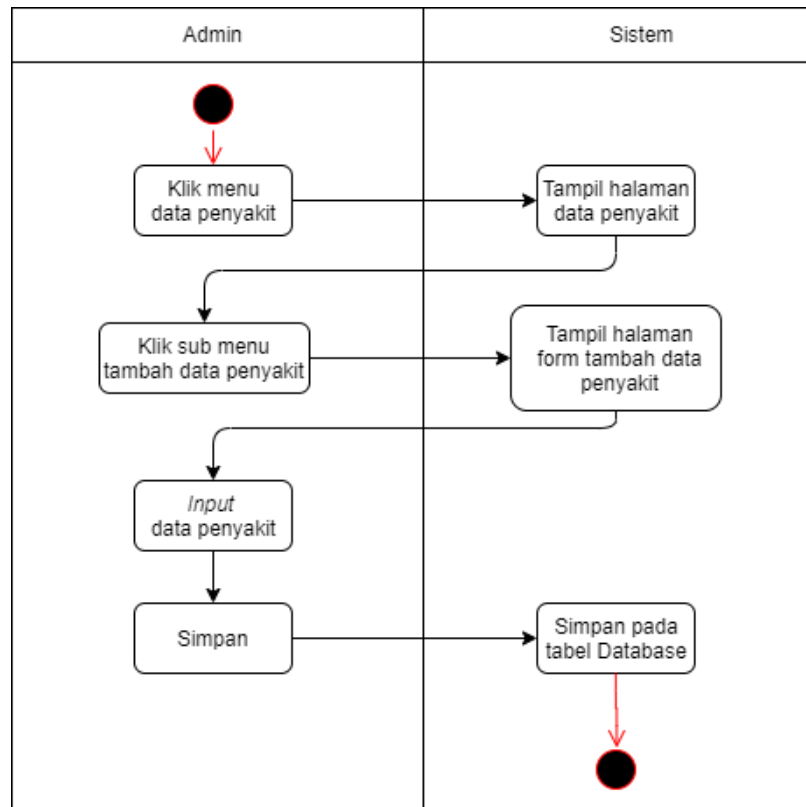 Admin
Sistem
Klik menu
data penyakit
Tampil halaman
data penyakit
Klik sub menu
tambah data penyakit
Tampil halaman
form tambah data
penyakit
Input
data penyakit
Simpan
Simpan pada
tabel Database